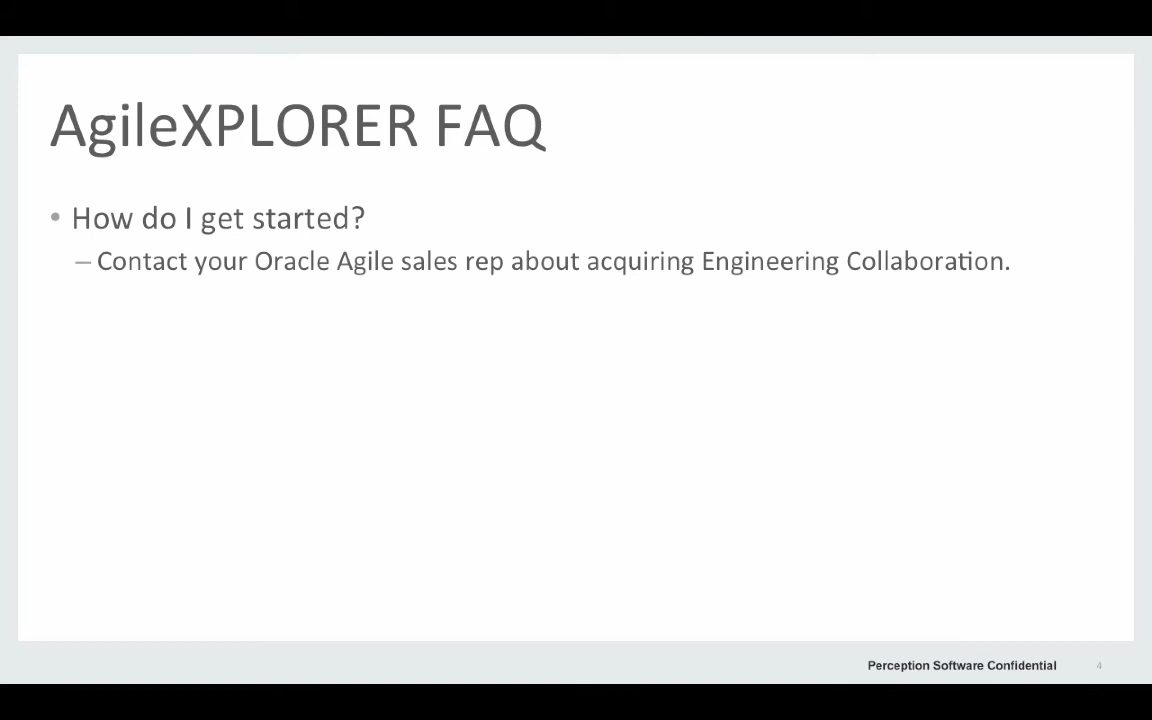 AgileXPLORER FAQ
• How do I get started?
– Contact your Oracle Agile sales rep about acquiring Engineering Collaboration.
Perception Software Confidential 4